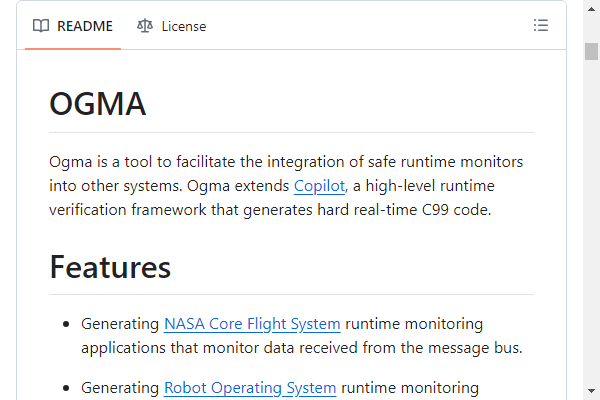 README
License
OGMA
Ogma is a tool to facilitate the integration of safe runtime monitors
into other systems. Ogma extends Copilot, a high-level runtime
verification framework that generates hard real-time C99 code.
Features
Generating NASA Core Flight System runtime monitoring
applications that monitor data received from the message bus.
Generating Robot Operating System runtime monitoring